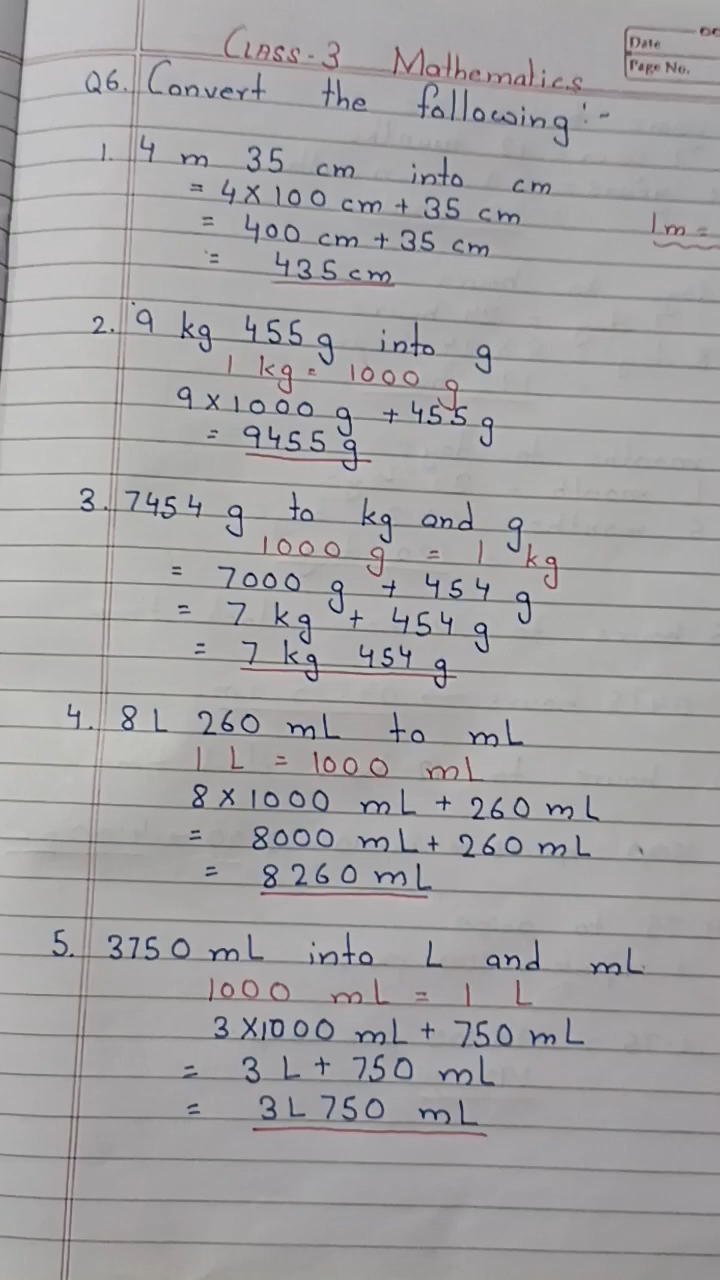 Class-3 Mathematics
Date
Page No.
Q6. Convert the following :-
1. 4 m 35 cm into cm
= 4 × 100 cm + 35 cm
1m =
= 400 cm + 35 cm
= 435 cm
2. 9 kg 455 g into g
1 kg = 1000 g
9 × 1000 g + 455 g
= 9455 g
3. 7454 g to kg and g
1000 g = 1 kg
= 7000 g + 454 g
= 7 kg + 454 g
= 7 kg 454 g
4. 8 L 260 mL to mL
1 L = 1000 mL
8 × 1000 mL + 260 mL
= 8000 mL + 260 mL
= 8260 mL
5. 3750 mL into L and mL
1000 mL = 1 L
3 × 1000 mL + 750 mL
= 3 L + 750 mL
= 3 L 750 mL